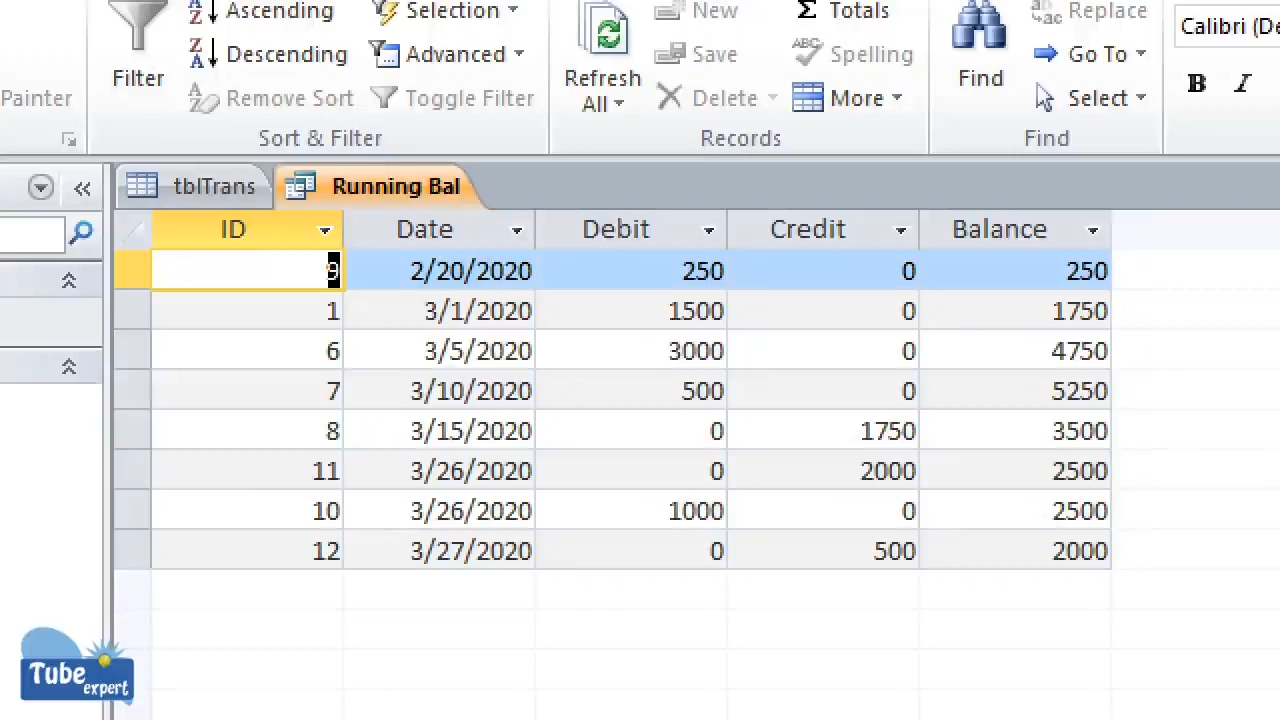 Ascending Selection New Σ Totals Replace Calibri (De
Filter Descending Advanced Refresh All Save Spelling Find Go To B I
Painter Remove Sort Toggle Filter Delete More Select
Sort & Filter Records Find
tblTrans Running Bal
ID Date Debit Credit Balance
9 2/20/2020 250 0 250
1 3/1/2020 1500 0 1750
6 3/5/2020 3000 0 4750
7 3/10/2020 500 0 5250
8 3/15/2020 0 1750 3500
11 3/26/2020 0 2000 2500
10 3/26/2020 1000 0 2500
12 3/27/2020 0 500 2000
Tube
expert